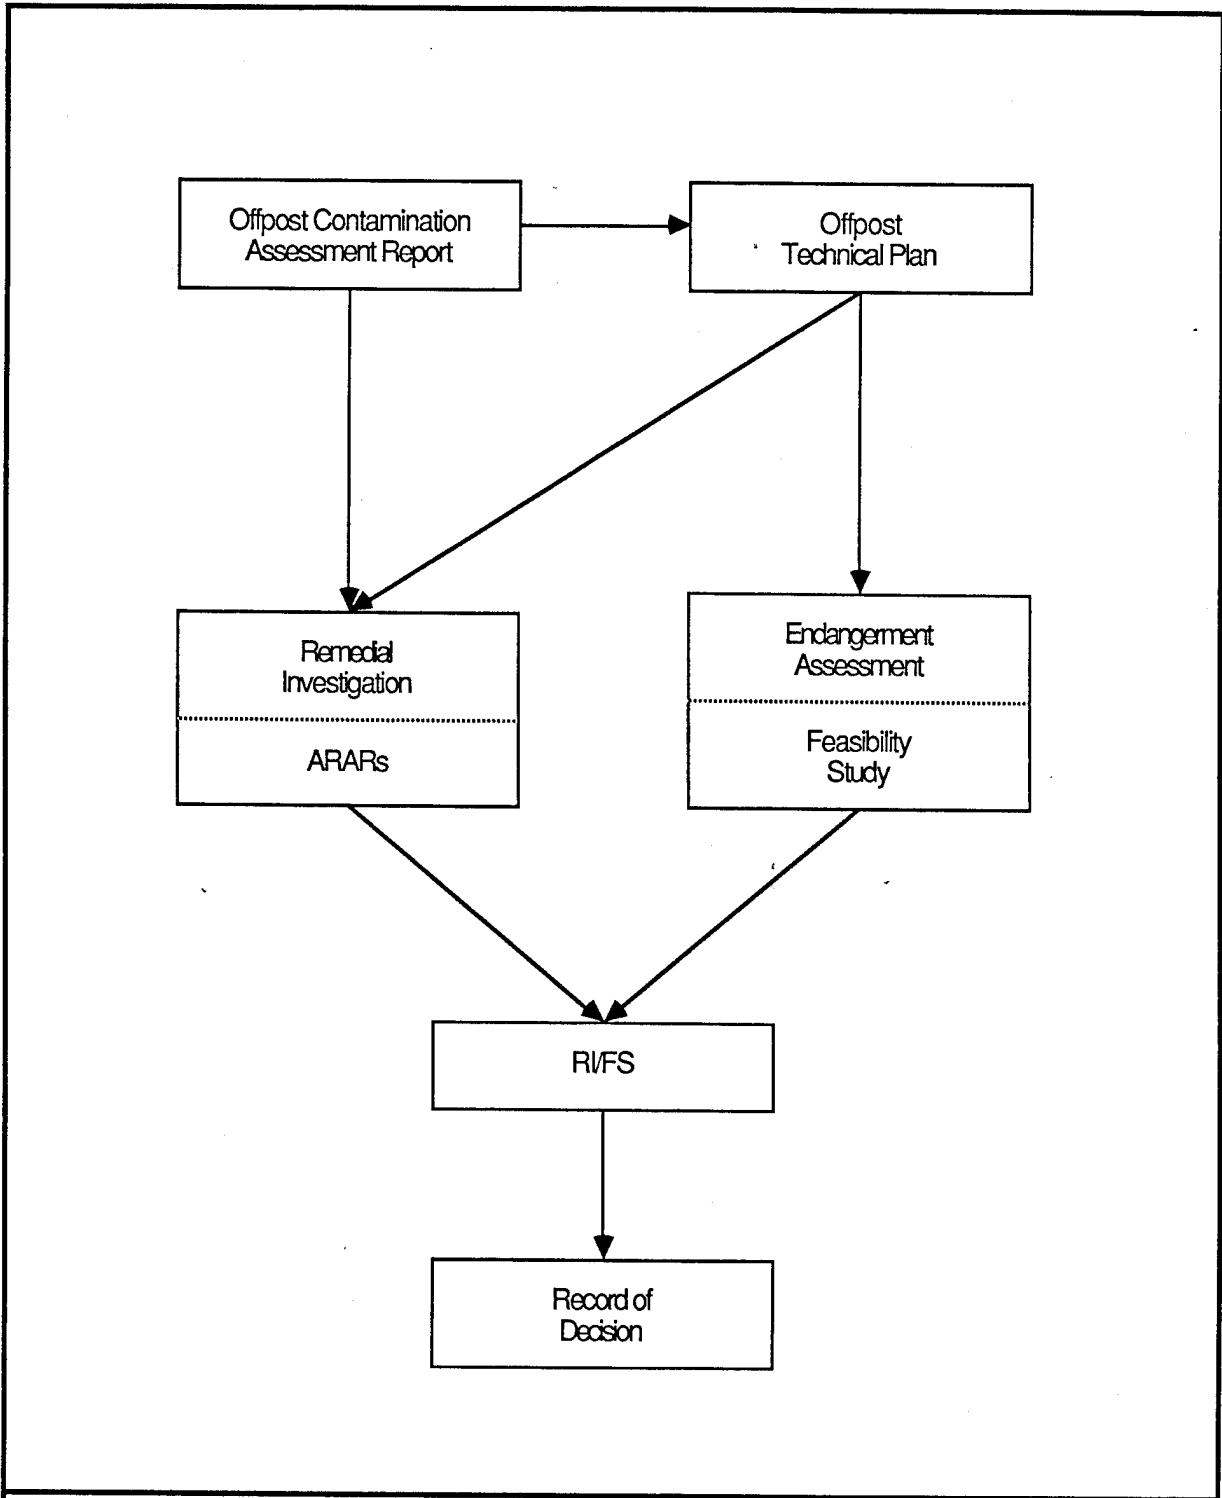 Offpost Contamination
Assessment Report
Offpost
Technical Plan
Remedial
Investigation
ARARs
Endangerment
Assessment
Feasibility
Study
RI/FS
Record of
Decision